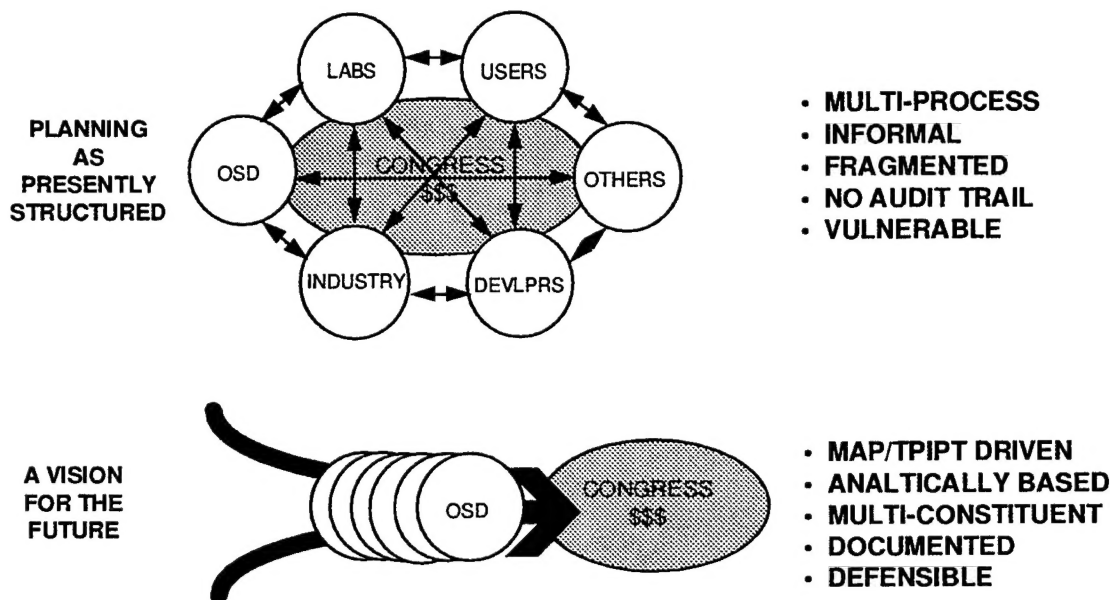 LABS
USERS
PLANNING
AS
PRESENTLY
STRUCTURED
OSD
CONGRESS
$$$
OTHERS
INDUSTRY
DEVLPRS
• MULTI-PROCESS
• INFORMAL
• FRAGMENTED
• NO AUDIT TRAIL
• VULNERABLE
A VISION
FOR THE
FUTURE
OSD
CONGRESS
$$$
• MAP/TPIPT DRIVEN
• ANALTICALLY BASED
• MULTI-CONSTITUENT
• DOCUMENTED
• DEFENSIBLE